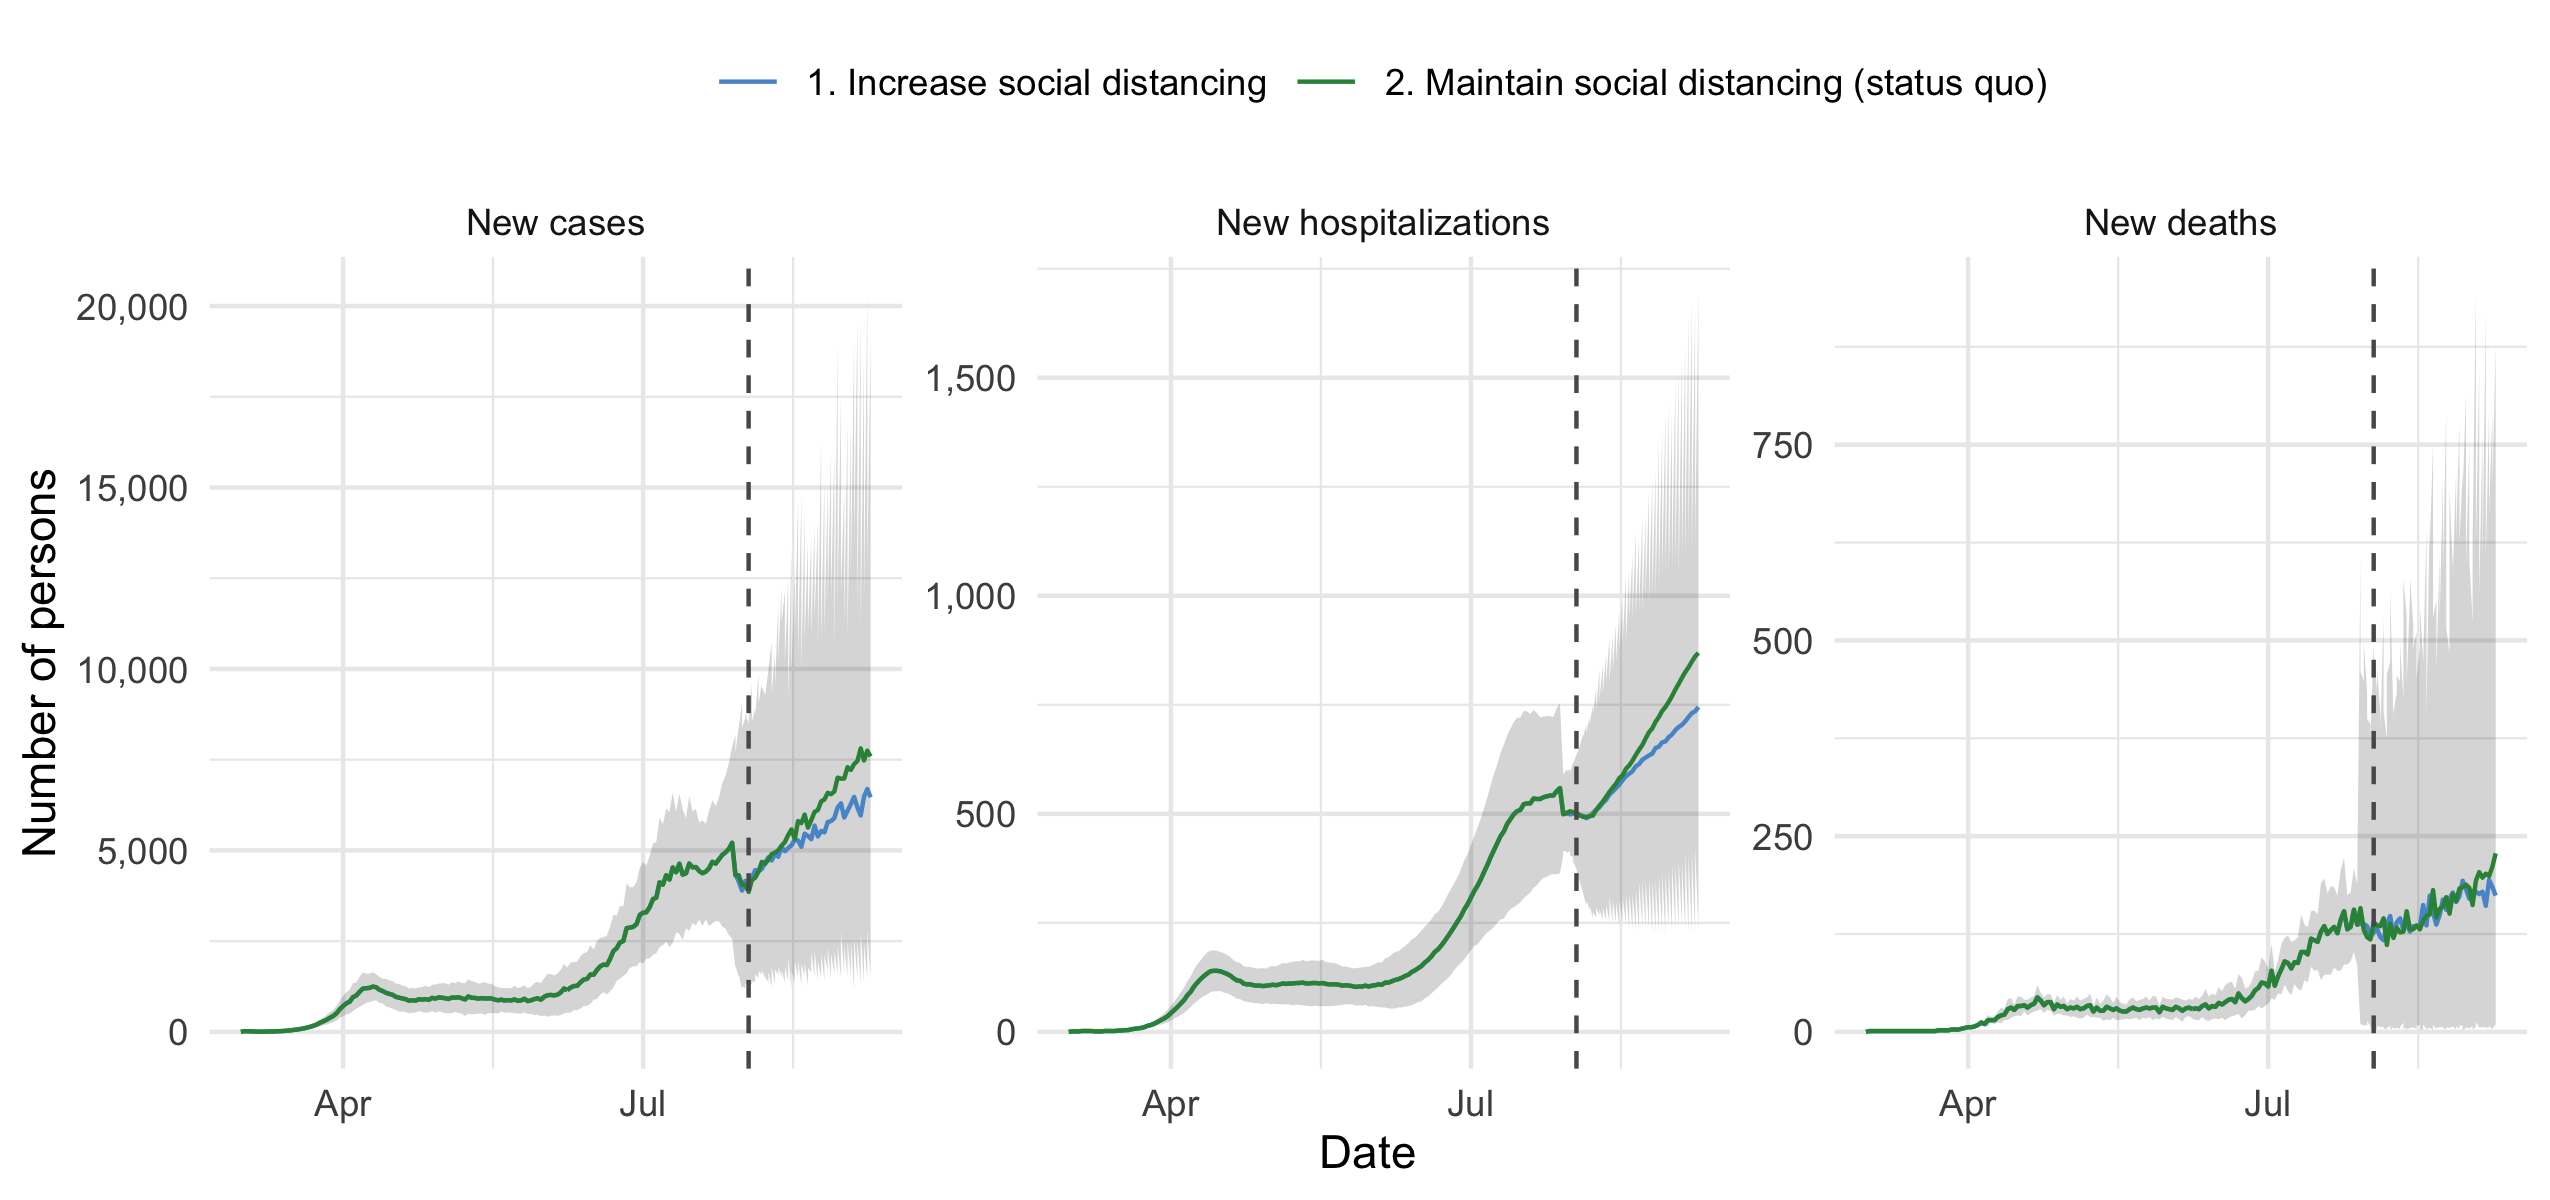 1. Increase social distancing 2. Maintain social distancing (status quo)
New cases New hospitalizations New deaths
Number of persons
20,000
15,000
10,000
5,000
0
1,500
1,000
500
0
750
500
250
0
Apr Jul Apr Jul Apr Jul
Date